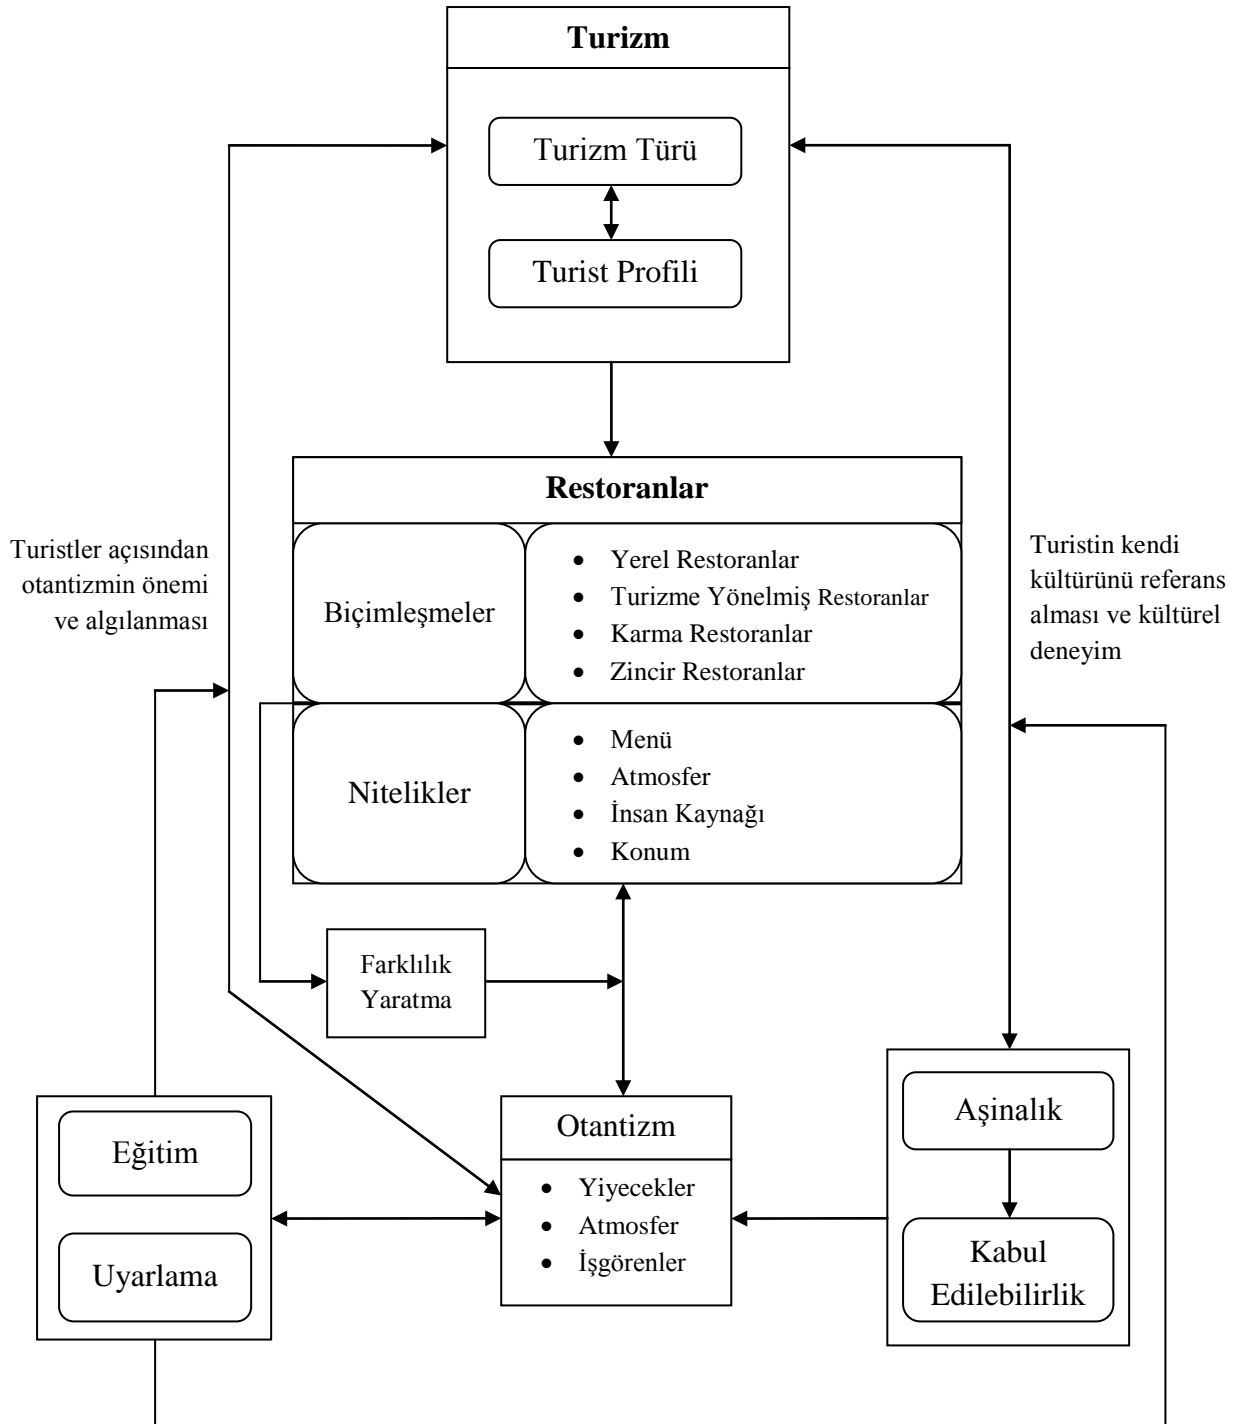 Turizm
Turizm Türü
Turist Profili
Restoranlar
Turistler açısından
otantizmin önemi
ve algılanması
Biçimleşmeler
• Yerel Restoranlar
• Turizme Yönelmiş Restoranlar
• Karma Restoranlar
• Zincir Restoranlar
Turistin kendi
kültürünü referans
alması ve kültürel
deneyim
Nitelikler
• Menü
• Atmosfer
• İnsan Kaynağı
• Konum
Farklılık
Yaratma
Eğitim
Uyarlama
Otantizm
• Yiyecekler
• Atmosfer
• İşgörenler
Aşinalık
Kabul
Edilebilirlik